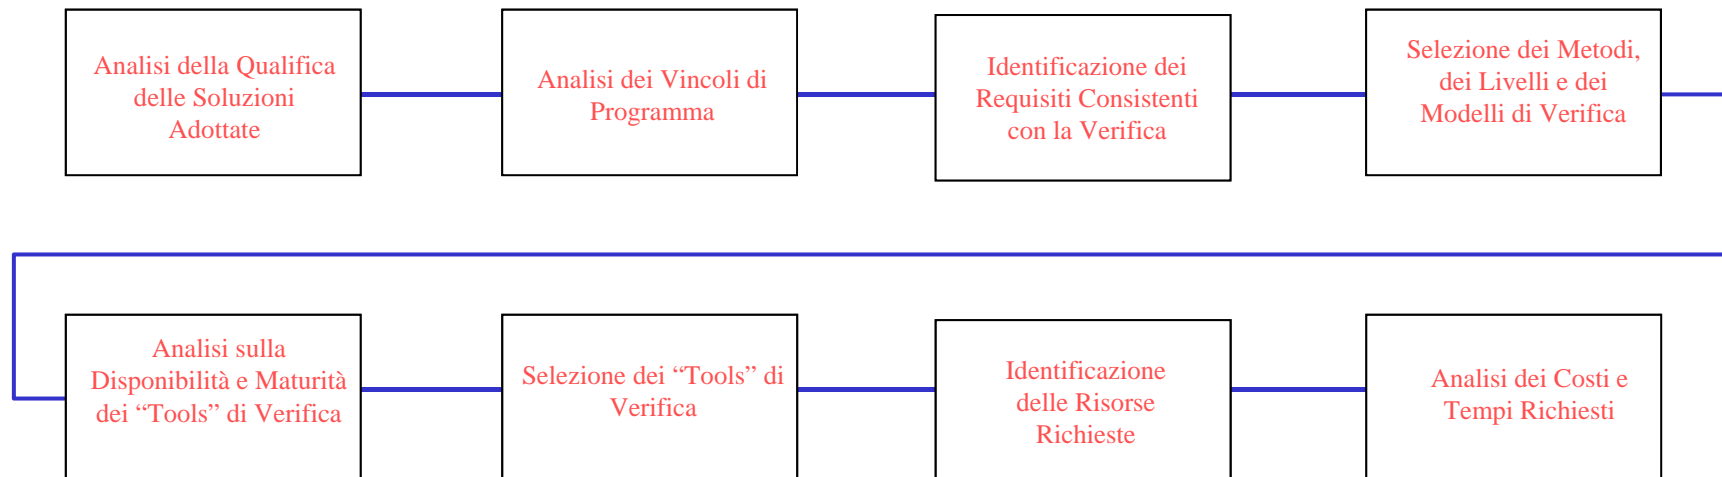 Analisi della Qualifica
delle Soluzioni
Adottate
Analisi dei Vincoli di
Programma
Identificazione dei
Requisiti Consistenti
con la Verifica
Selezione dei Metodi,
dei Livelli e dei
Modelli di Verifica
Analisi sulla
Disponibilità e Maturità
dei “Tools” di Verifica
Selezione dei “Tools” di
Verifica
Identificazione
delle Risorse
Richieste
Analisi dei Costi e
Tempi Richiesti